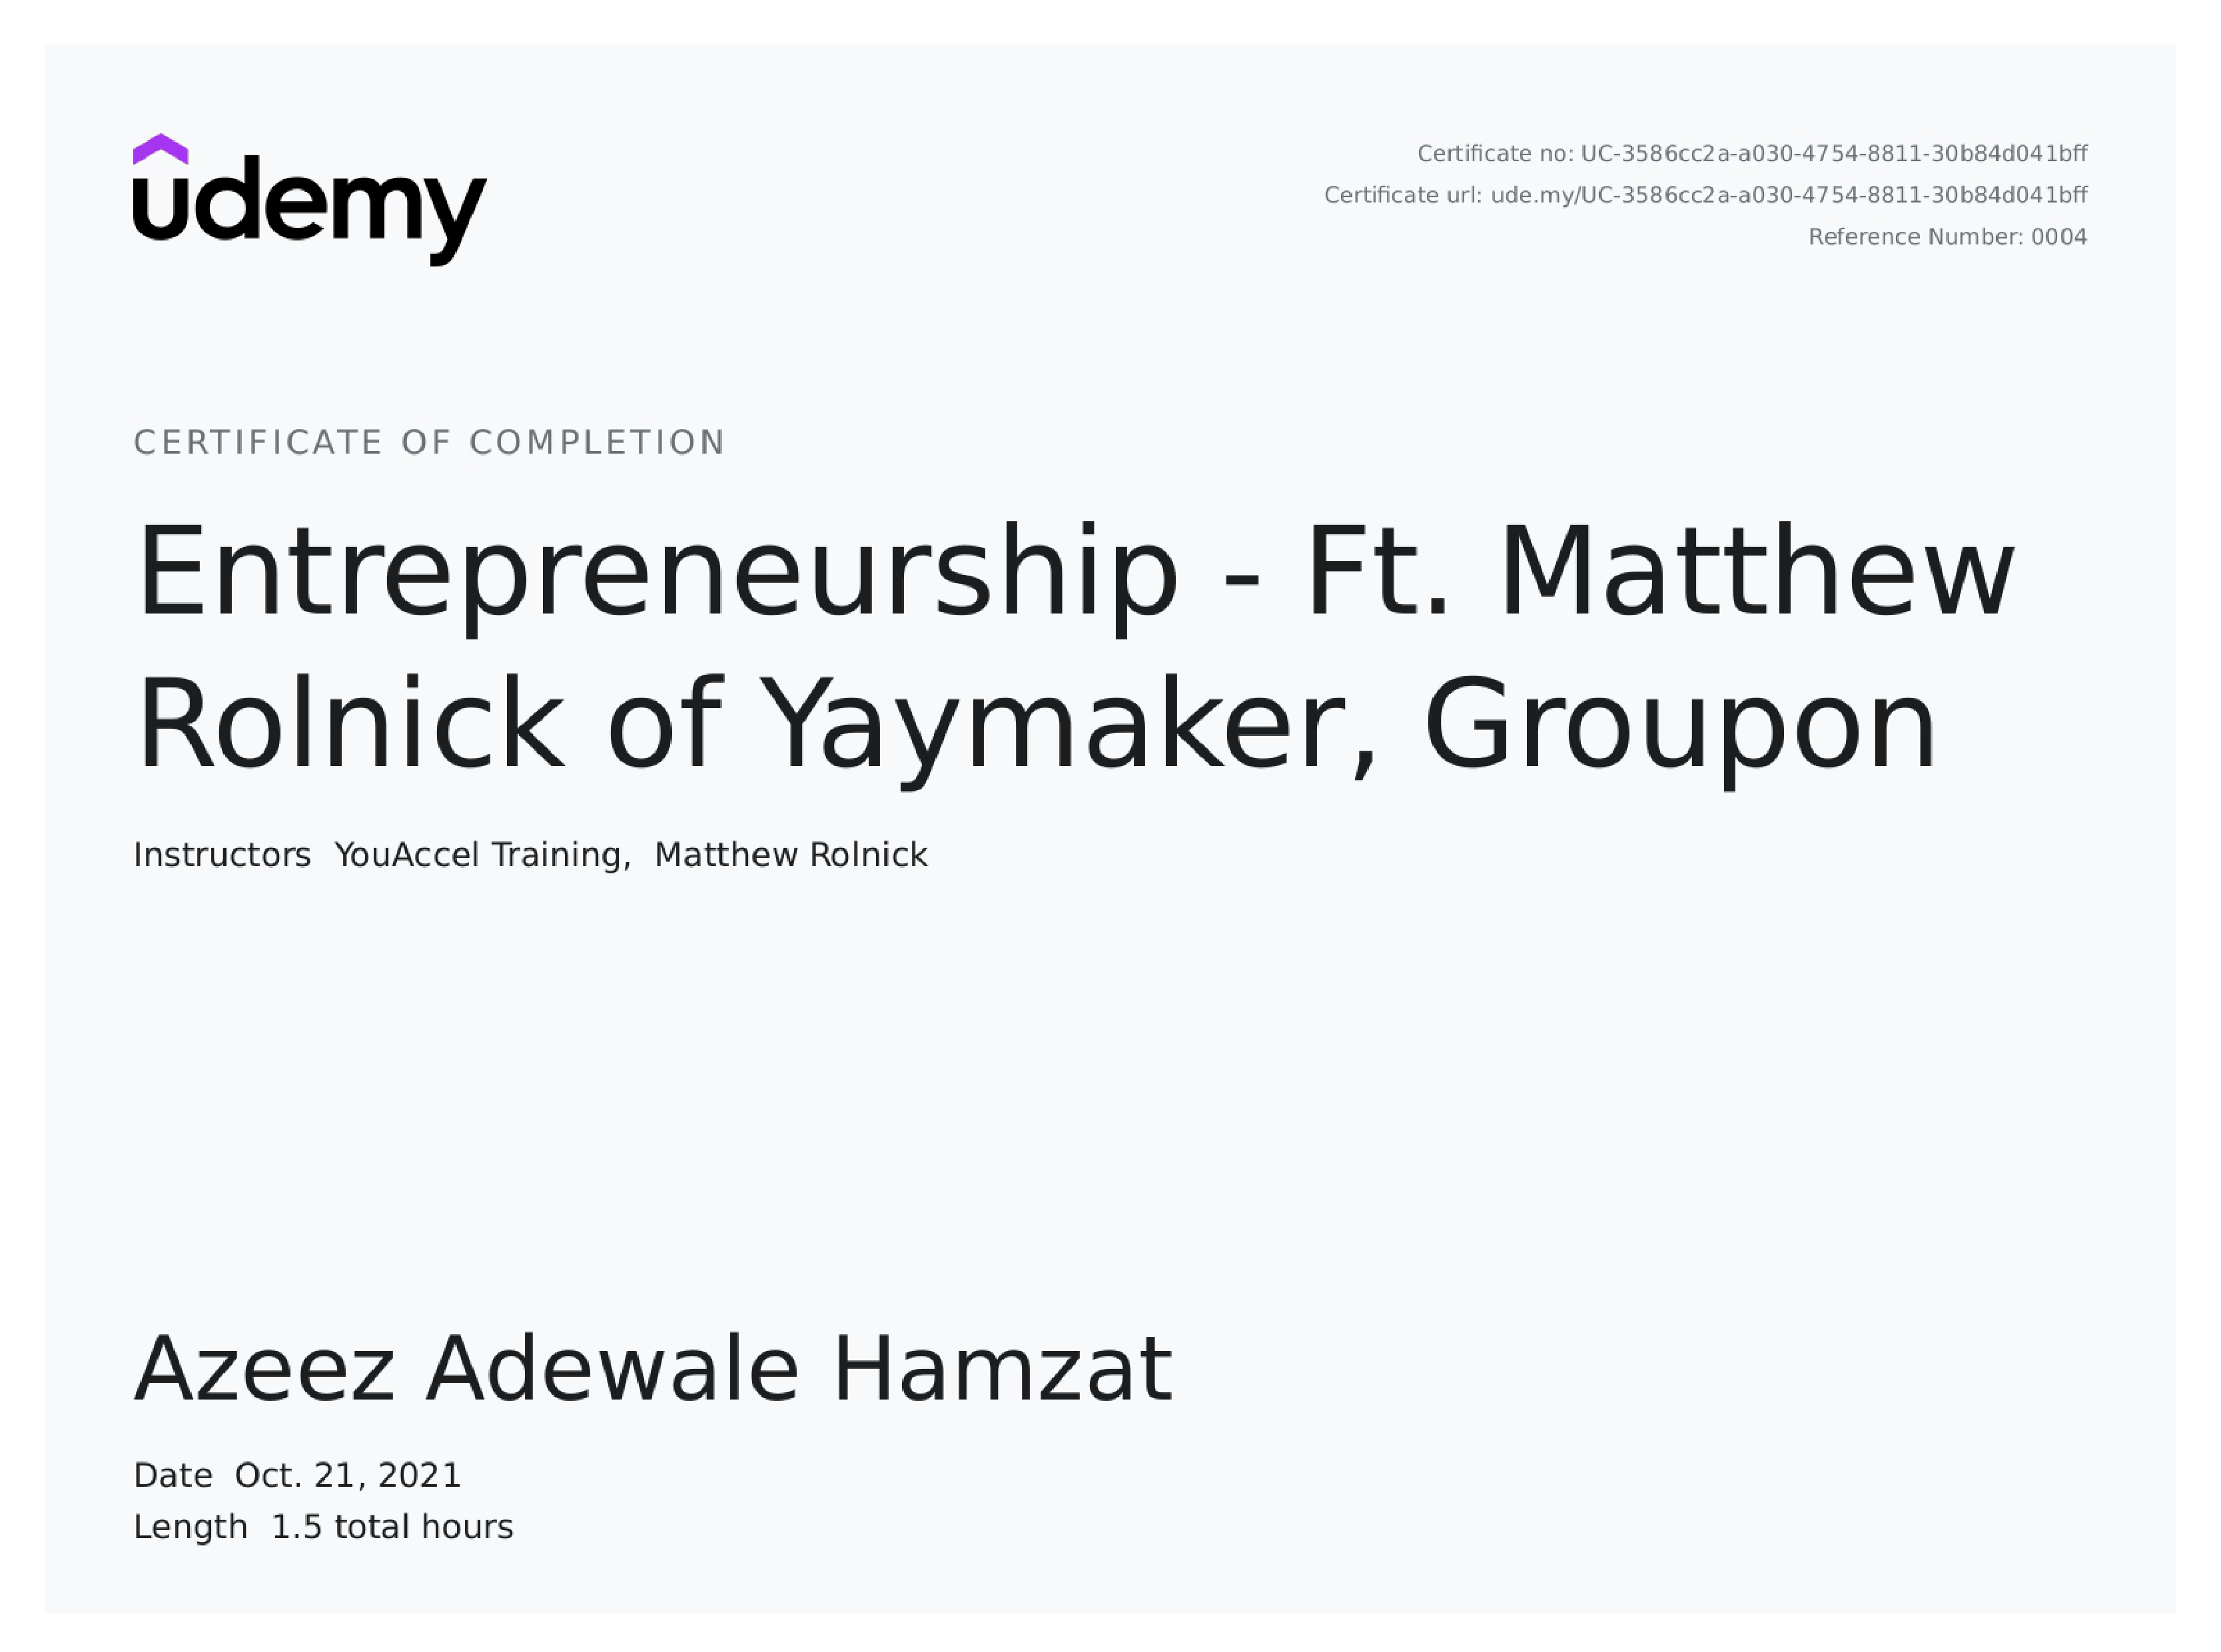 udemy
Certificate no: UC-3586cc2a-a030-4754-8811-30b84d041bff
Certificate url: ude.my/UC-3586cc2a-a030-4754-8811-30b84d041bff
Reference Number: 0004
CERTIFICATE OF COMPLETION
Entrepreneurship - Ft. Matthew
Rolnick of Yaymaker, Groupon
Instructors YouAccel Training, Matthew Rolnick
Azeez Adewale Hamzat
Date Oct. 21, 2021
Length 1.5 total hours